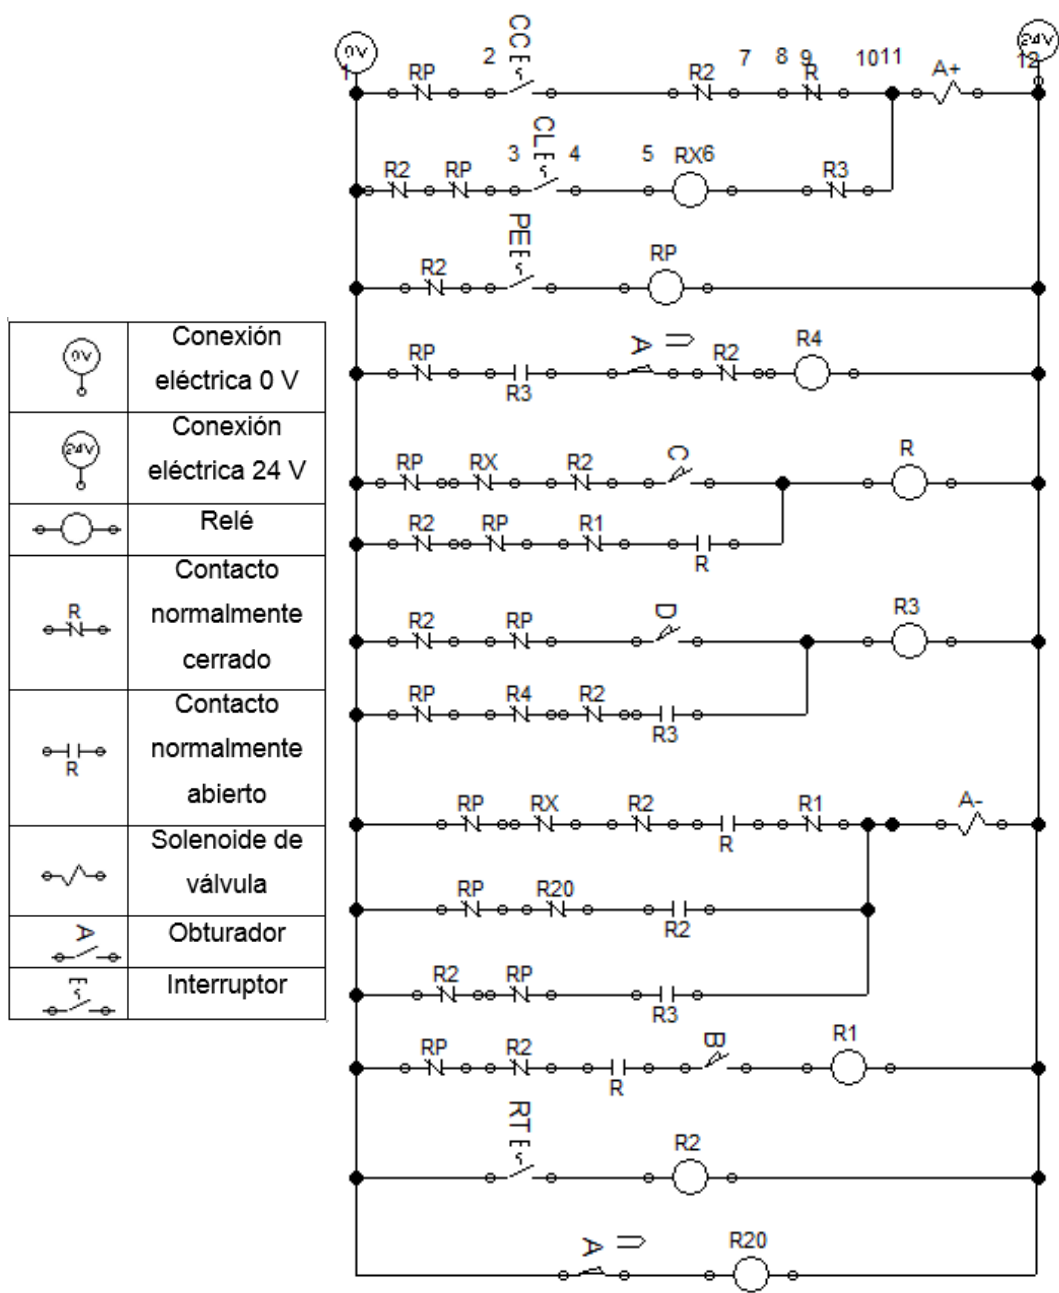 0V
24V
1
RP
2
CC
R2
7
8
9
R
10
11
A+
12
R2
RP
3
CL
4
5
RX
6
R3
R2
PE
RP
RP
R3
A
R2
R4
RP
RX
R2
C
R
R2
RP
R1
R
R2
RP
D
R3
RP
R4
R2
R3
RP
RX
R2
R
R1
A-
RP
R20
R2
R2
RP
R3
RP
R2
R
B
R1
RT
R2
A
R20
0V
Conexión
eléctrica 0 V
24V
Conexión
eléctrica 24 V
Relé
R
Contacto
normalmente
cerrado
R
Contacto
normalmente
abierto
Solenoide de
válvula
A
Obturador
Interruptor